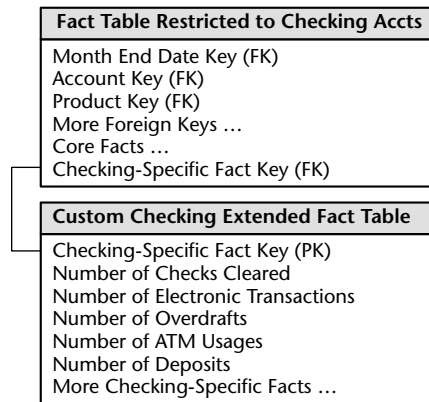 Fact Table Restricted to Checking Accts
Month End Date Key (FK)
Account Key (FK)
Product Key (FK)
More Foreign Keys …
Core Facts …
Checking-Specific Fact Key (FK)
Custom Checking Extended Fact Table
Checking-Specific Fact Key (PK)
Number of Checks Cleared
Number of Electronic Transactions
Number of Overdrafts
Number of ATM Usages
Number of Deposits
More Checking-Specific Facts …